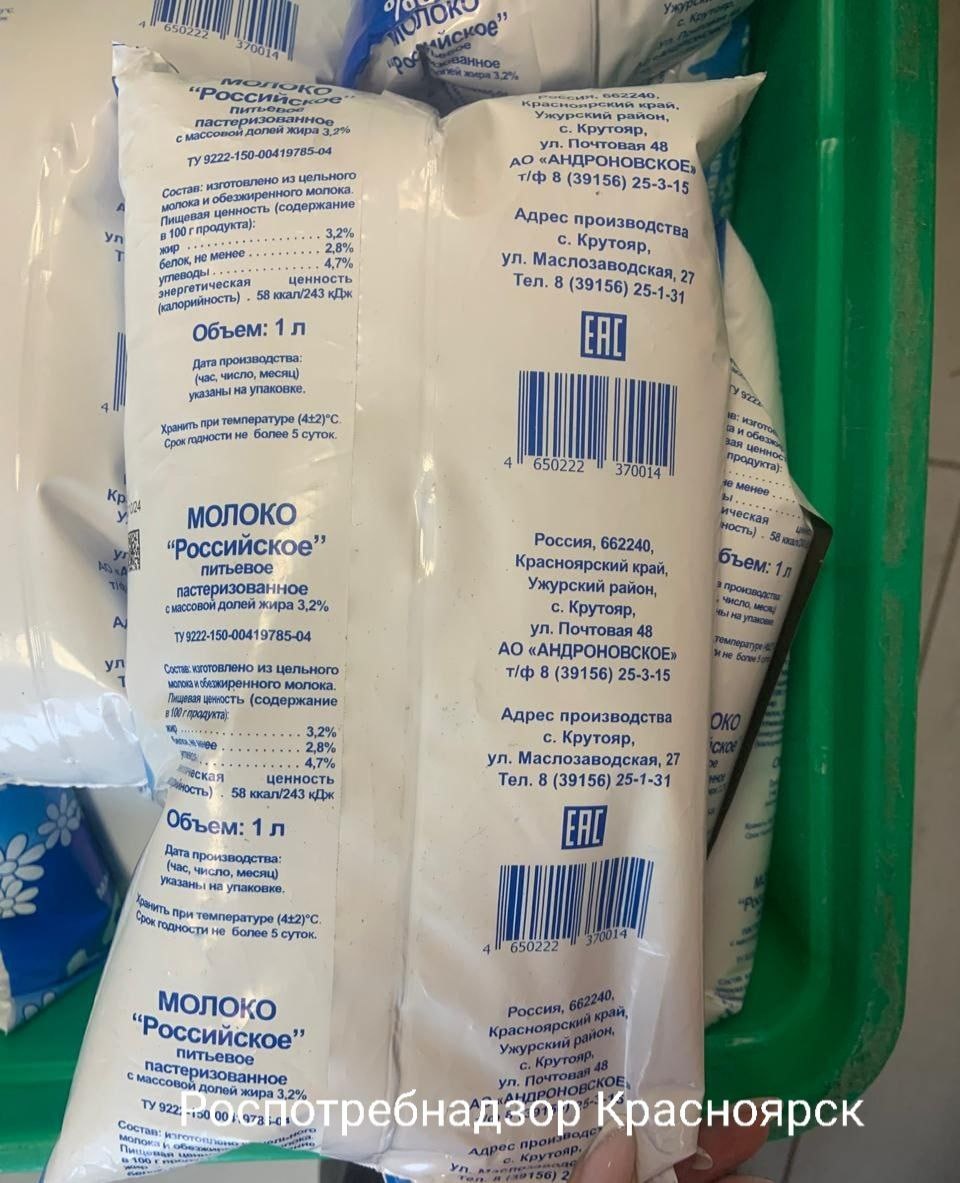 4 650222 370014
МОЛОКО
"Российское"
с. Крутояр,
МОЛОКО
"Российское"
питьевое
пастеризованное
с массовой долей жира 3,2%
ТУ 9222-150-00419785-04
Состав: изготовлено из цельного
молока и обезжиренного молока.
Пищевая ценность (содержание
в 100 г продукта):
жир . . . . . . . . . . . . . . . . . . . 3,2%
белок, не менее . . . . . . . . . . 2,8%
углеводы . . . . . . . . . . . . . . . 4,7%
энергетическая ценность
(калорийность) . 58 ккал/243 кДж
Объем: 1 л
Дата производства:
(час, число, месяц)
указаны на упаковке.
Хранить при температуре (4±2)°С.
Срок годности не более 5 суток.
МОЛОКО
"Российское"
питьевое
пастеризованное
с массовой долей жира 3,2%
ТУ 9222-150-00419785-04
Состав: изготовлено из цельного
молока и обезжиренного молока.
Пищевая ценность (содержание
в 100 г продукта):
жир . . . . . . . . . . . . . . . . . . . 3,2%
2,8%
4,7%
ценность
58 ккал/243 кДж
Объем: 1 л
Дата производства:
(час, число, месяц)
указаны на упаковке.
Хранить при температуре (4±2)°С.
Срок годности не более 5 суток.
МОЛОКО
"Российское"
питьевое
пастеризованное
с массовой долей жира 3,2%
Россия, 662240,
Красноярский край,
Ужурский район,
с. Крутояр,
ул. Почтовая 48
АО «АНДРОНОВСКОЕ»
т/ф 8 (39156) 25-3-15
Адрес производства
с. Крутояр,
ул. Маслозаводская, 27
Тел. 8 (39156) 25-1-31
ЕАС
4 650222 370014
Россия, 662240,
Красноярский край,
Ужурский район,
с. Крутояр,
ул. Почтовая 48
АО «АНДРОНОВСКОЕ»
т/ф 8 (39156) 25-3-15
Адрес производства
с. Крутояр,
ул. Маслозаводская, 27
Тел. 8 (39156) 25-1-31
ЕАС
4 650222 370014
Россия, 662240,
Красноярский край,
Ужурский район,
с. Крутояр,
ул. Почтовая 48
АО «АНДРОНОВСКОЕ»
с. Крутояр,
Роспотребнадзор Красноярск